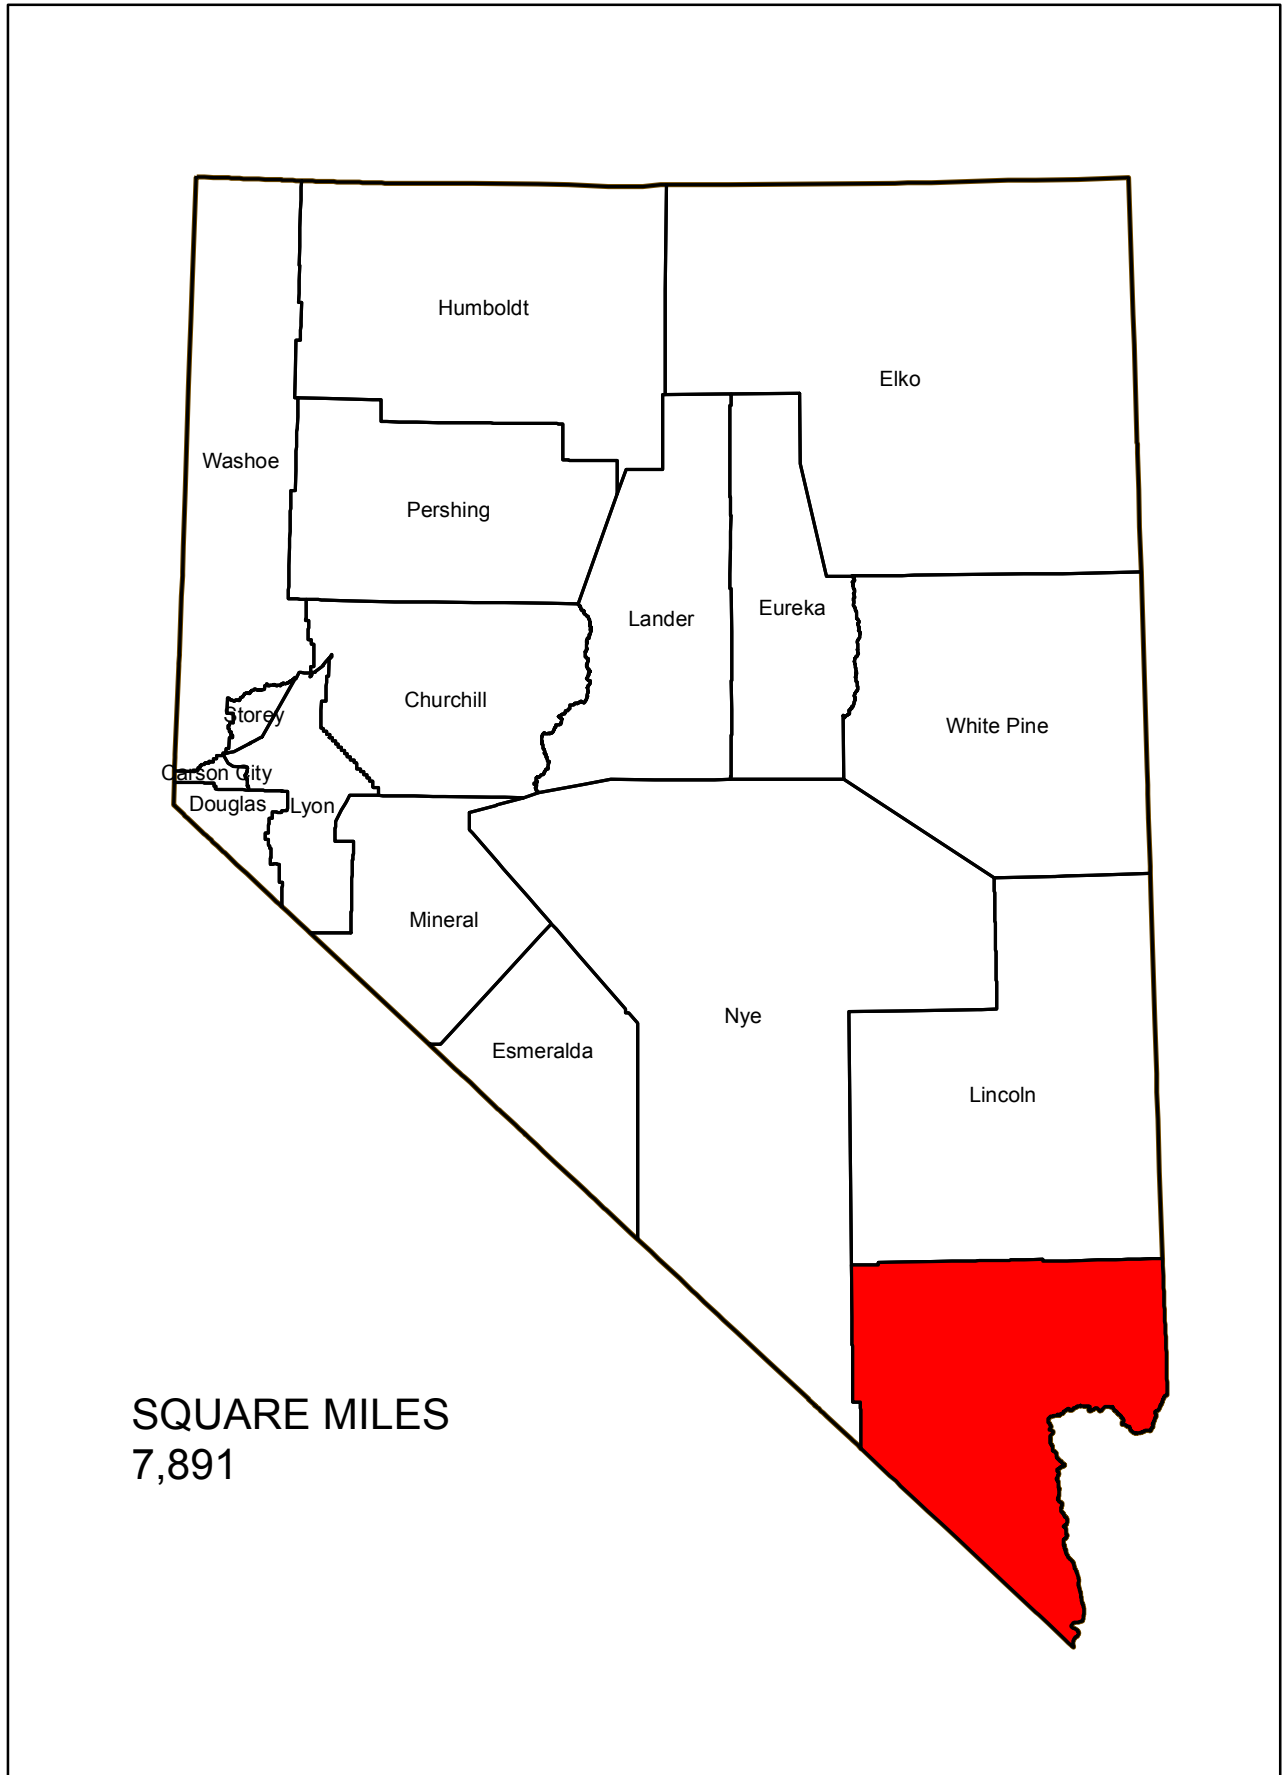 Humboldt
Elko
Washoe
Pershing
Eureka
Lander
Churchill
Storey
White Pine
Carson City
Douglas
Lyon
Mineral
Nye
Esmeralda
Lincoln
SQUARE MILES
7,891